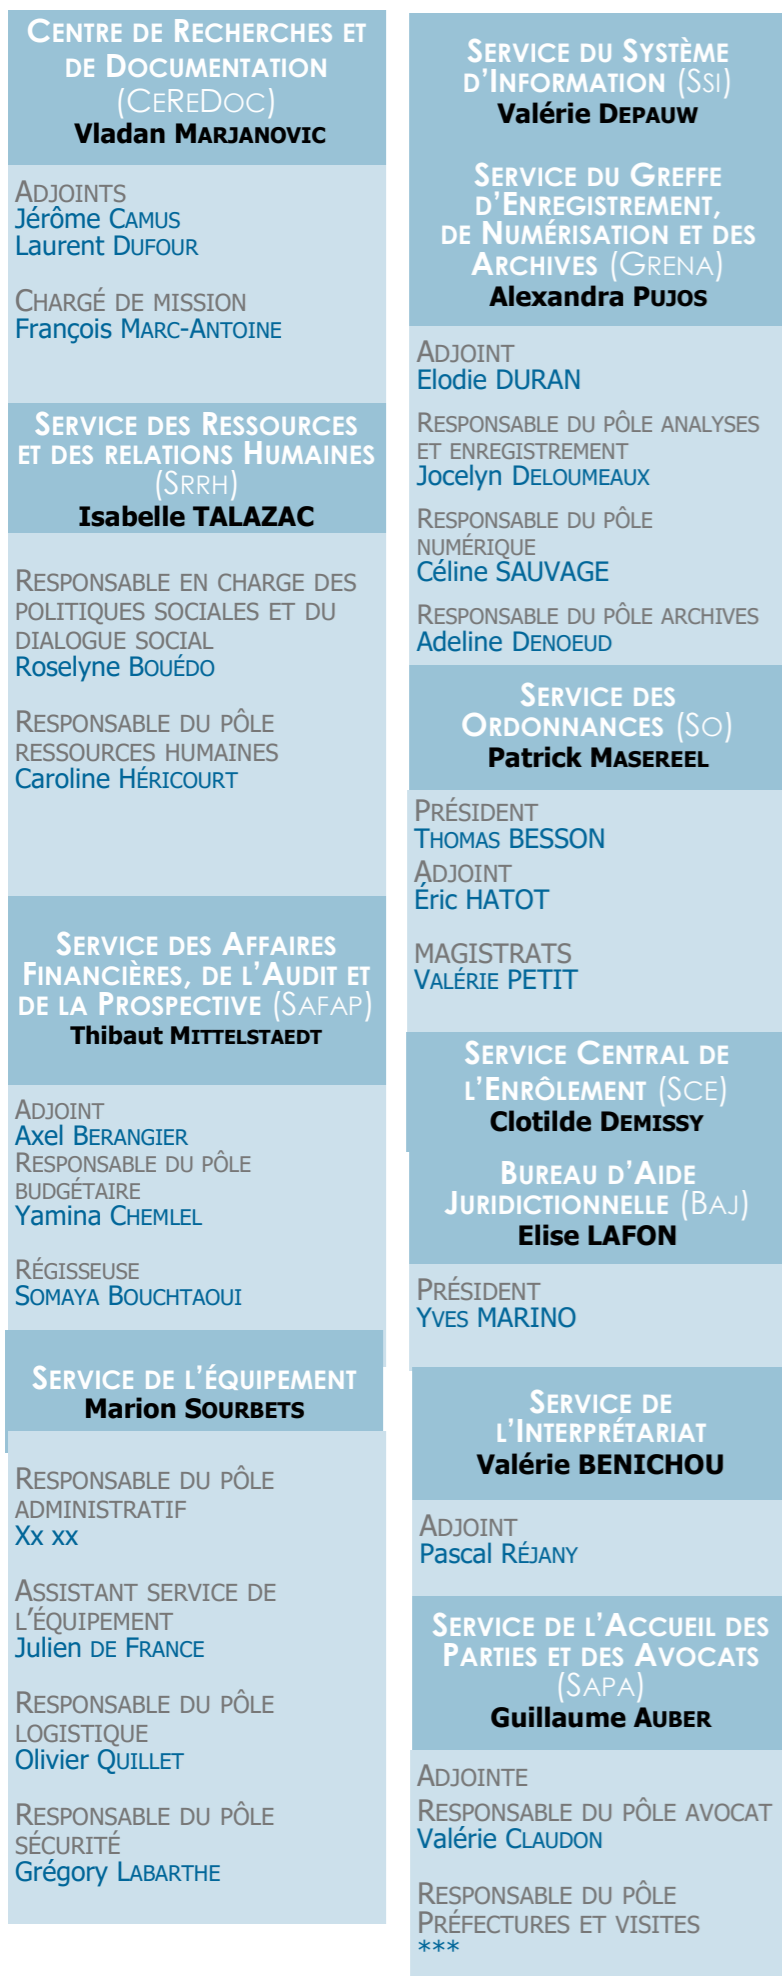 CENTRE DE RECHERCHES ET
DE DOCUMENTATION
(CEREDOC)
Vladan MARJANOVIC
ADJOINTS
Jérôme CAMUS
Laurent DUFOUR
CHARGÉ DE MISSION
François MARC-ANTOINE
SERVICE DES RESSOURCES
ET DES RELATIONS HUMAINES
(SRRH)
Isabelle TALAZAC
RESPONSABLE EN CHARGE DES
POLITIQUES SOCIALES ET DU
DIALOGUE SOCIAL
Roselyne BOUÉDO
RESPONSABLE DU PÔLE
RESSOURCES HUMAINES
Caroline HÉRICOURT
SERVICE DES AFFAIRES
FINANCIÈRES, DE L'AUDIT ET
DE LA PROSPECTIVE (SAFAP)
Thibaut MITTELSTAEDT
ADJOINT
Axel BERANGIER
RESPONSABLE DU PÔLE
BUDGÉTAIRE
Yamina CHEMLEL
RÉGISSEUSE
SOMAYA BOUCHTAOUI
SERVICE DE L'ÉQUIPEMENT
Marion SOURBETS
RESPONSABLE DU PÔLE
ADMINISTRATIF
Xx xx
ASSISTANT SERVICE DE
L'ÉQUIPEMENT
Julien DE FRANCE
RESPONSABLE DU PÔLE
LOGISTIQUE
Olivier QUILLET
RESPONSABLE DU PÔLE
SÉCURITÉ
Grégory LABARTHE
SERVICE DU SYSTÈME
D'INFORMATION (SSI)
Valérie DEPAUW
SERVICE DU GREFFE
D'ENREGISTREMENT,
DE NUMÉRISATION ET DES
ARCHIVES (GRENA)
Alexandra PUJOS
ADJOINT
Elodie DURAN
RESPONSABLE DU PÔLE ANALYSES
ET ENREGISTREMENT
Jocelyn DELOUMEAUX
RESPONSABLE DU PÔLE
NUMÉRIQUE
Céline SAUVAGE
RESPONSABLE DU PÔLE ARCHIVES
Adeline DENOEUD
SERVICE DES
ORDONNANCES (SO)
Patrick MASEREEL
PRÉSIDENT
THOMAS BESSON
ADJOINT
Éric HATOT
MAGISTRATS
VALÉRIE PETIT
SERVICE CENTRAL DE
L'ENRÔLEMENT (SCE)
Clotilde DEMISSY
BUREAU D'AIDE
JURIDICTIONNELLE (BAJ)
Elise LAFON
PRÉSIDENT
YVES MARINO
SERVICE DE
L'INTERPRÉTARIAT
Valérie BENICHOU
ADJOINT
Pascal RÉJANY
SERVICE DE L'ACCUEIL DES
PARTIES ET DES AVOCATS
(SAPA)
Guillaume AUBER
ADJOINTE
RESPONSABLE DU PÔLE AVOCAT
Valérie CLAUDON
RESPONSABLE DU PÔLE
PRÉFECTURES ET VISITES
***